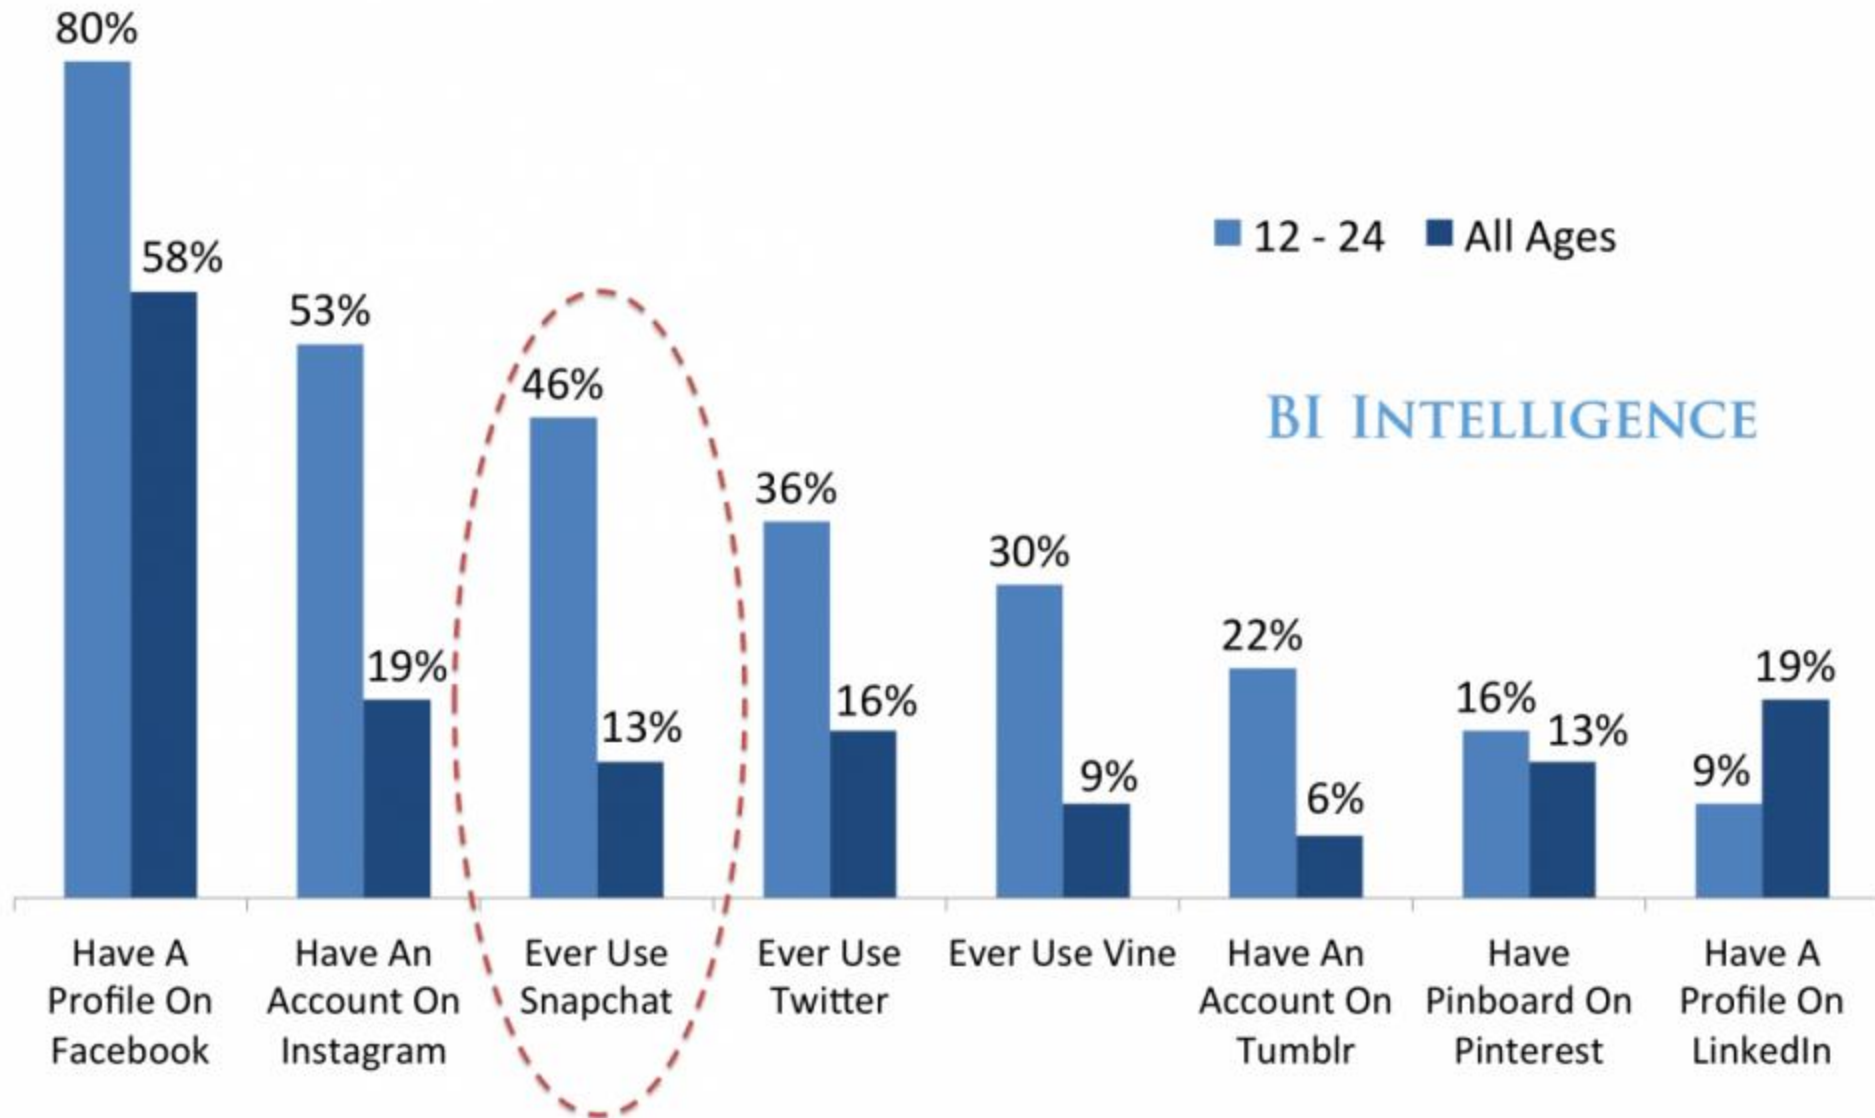 80%
58%
53%
19%
46%
13%
36%
16%
30%
9%
22%
6%
16%
13%
9%
19%
12 - 24
All Ages
BI INTELLIGENCE
Have A
Profile On
Facebook
Have An
Account On
Instagram
Ever Use
Snapchat
Ever Use
Twitter
Ever Use Vine
Have An
Account On
Tumblr
Have
Pinboard On
Pinterest
Have A
Profile On
LinkedIn